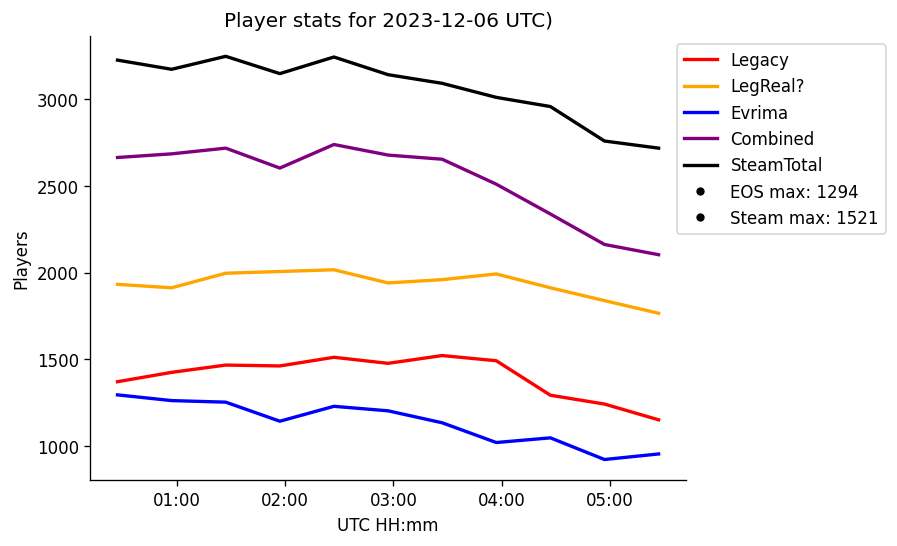 Player stats for 2023-12-06 UTC)
Legacy
LegReal?
Evrima
Combined
SteamTotal
EOS max: 1294
Steam max: 1521
Players
3000
2500
2000
1500
1000
01:00 02:00 03:00 04:00 05:00
UTC HH:mm